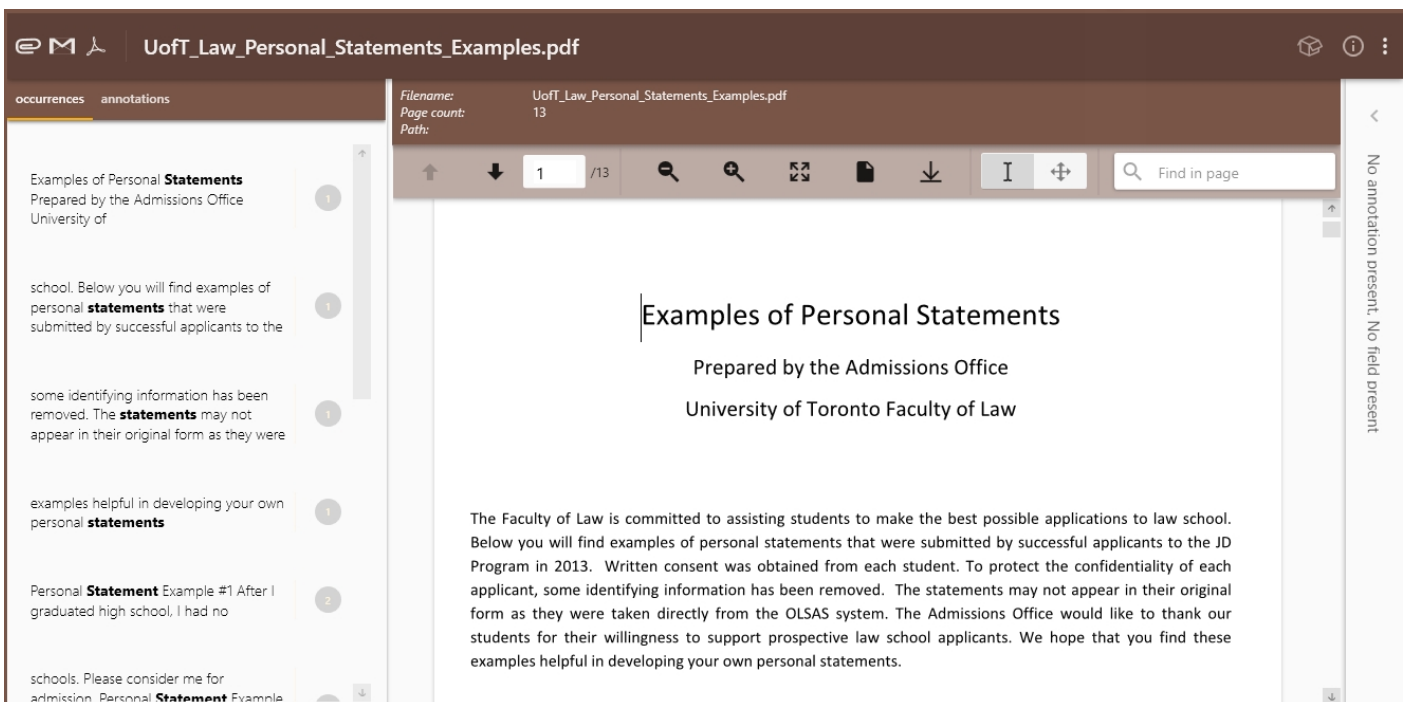 UofT_Law_Personal_Statements_Examples.pdf
occurrences annotations
Examples of Personal Statements
Prepared by the Admissions Office
University of
1
school. Below you will find examples of
personal statements that were
submitted by successful applicants to the
1
some identifying information has been
removed. The statements may not
appear in their original form as they were
1
examples helpful in developing your own
personal statements
1
Personal Statement Example #1 After I
graduated high school, I had no
2
schools. Please consider me for
admission. Personal Statement Example
Filename: UofT_Law_Personal_Statements_Examples.pdf
Page count: 13
Path:
1 /13
Find in page
Examples of Personal Statements
Prepared by the Admissions Office
University of Toronto Faculty of Law
The Faculty of Law is committed to assisting students to make the best possible applications to law school.
Below you will find examples of personal statements that were submitted by successful applicants to the JD
Program in 2013. Written consent was obtained from each student. To protect the confidentiality of each
applicant, some identifying information has been removed. The statements may not appear in their original
form as they were taken directly from the OLSAS system. The Admissions Office would like to thank our
students for their willingness to support prospective law school applicants. We hope that you find these
examples helpful in developing your own personal statements.
No annotation present. No field present